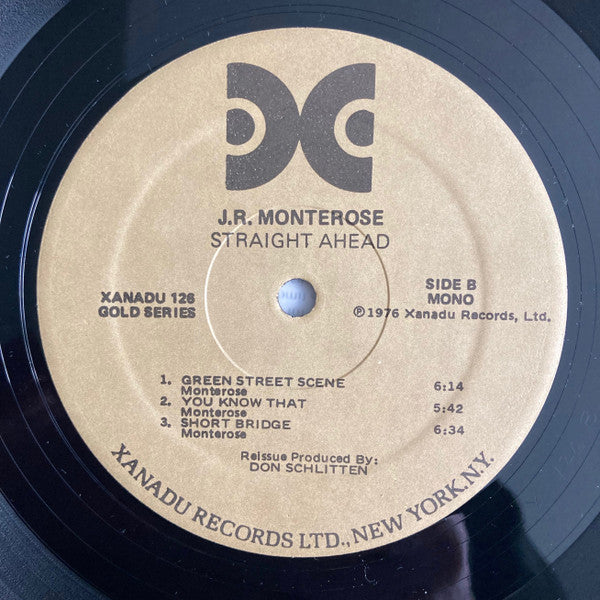 J.R. MONTEROSE
STRAIGHT AHEAD
XANADU 126
GOLD SERIES
SIDE B
MONO
℗1976 Xanadu Records, Ltd.
1. GREEN STREET SCENE 6:14
Monterose
2. YOU KNOW THAT 5:42
Monterose
3. SHORT BRIDGE 6:34
Monterose
Reissue Produced By:
DON SCHLITTEN
XANADU RECORDS LTD., NEW YORK, N.Y.